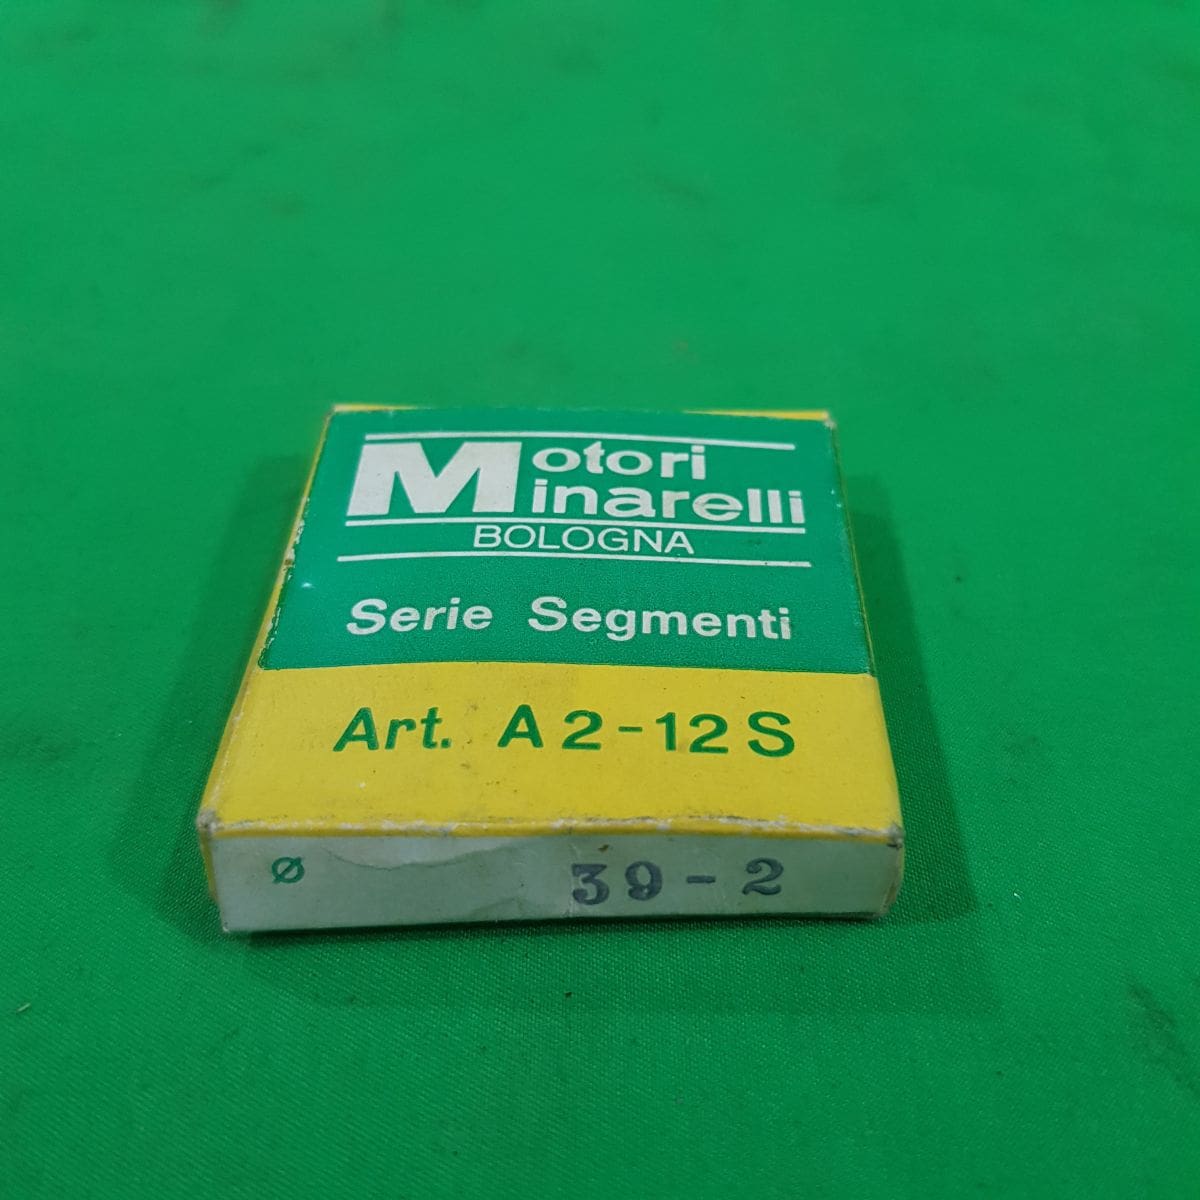 Motori
Minarelli
BOLOGNA
Serie Segmenti
Art. A2-12S
Ø 39-2